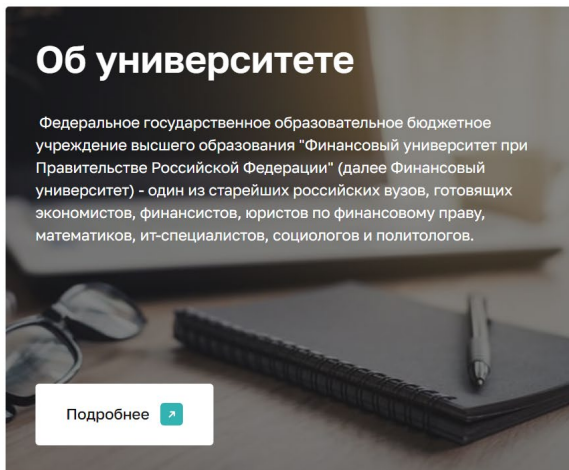 Об университете
Федеральное государственное образовательное бюджетное
учреждение высшего образования "Финансовый университет при
Правительстве Российской Федерации" (далее Финансовый
университет) - один из старейших российских вузов, готовящих
экономистов, финансистов, юристов по финансовому праву,
математиков, ит-специалистов, социологов и политологов.
Подробнее